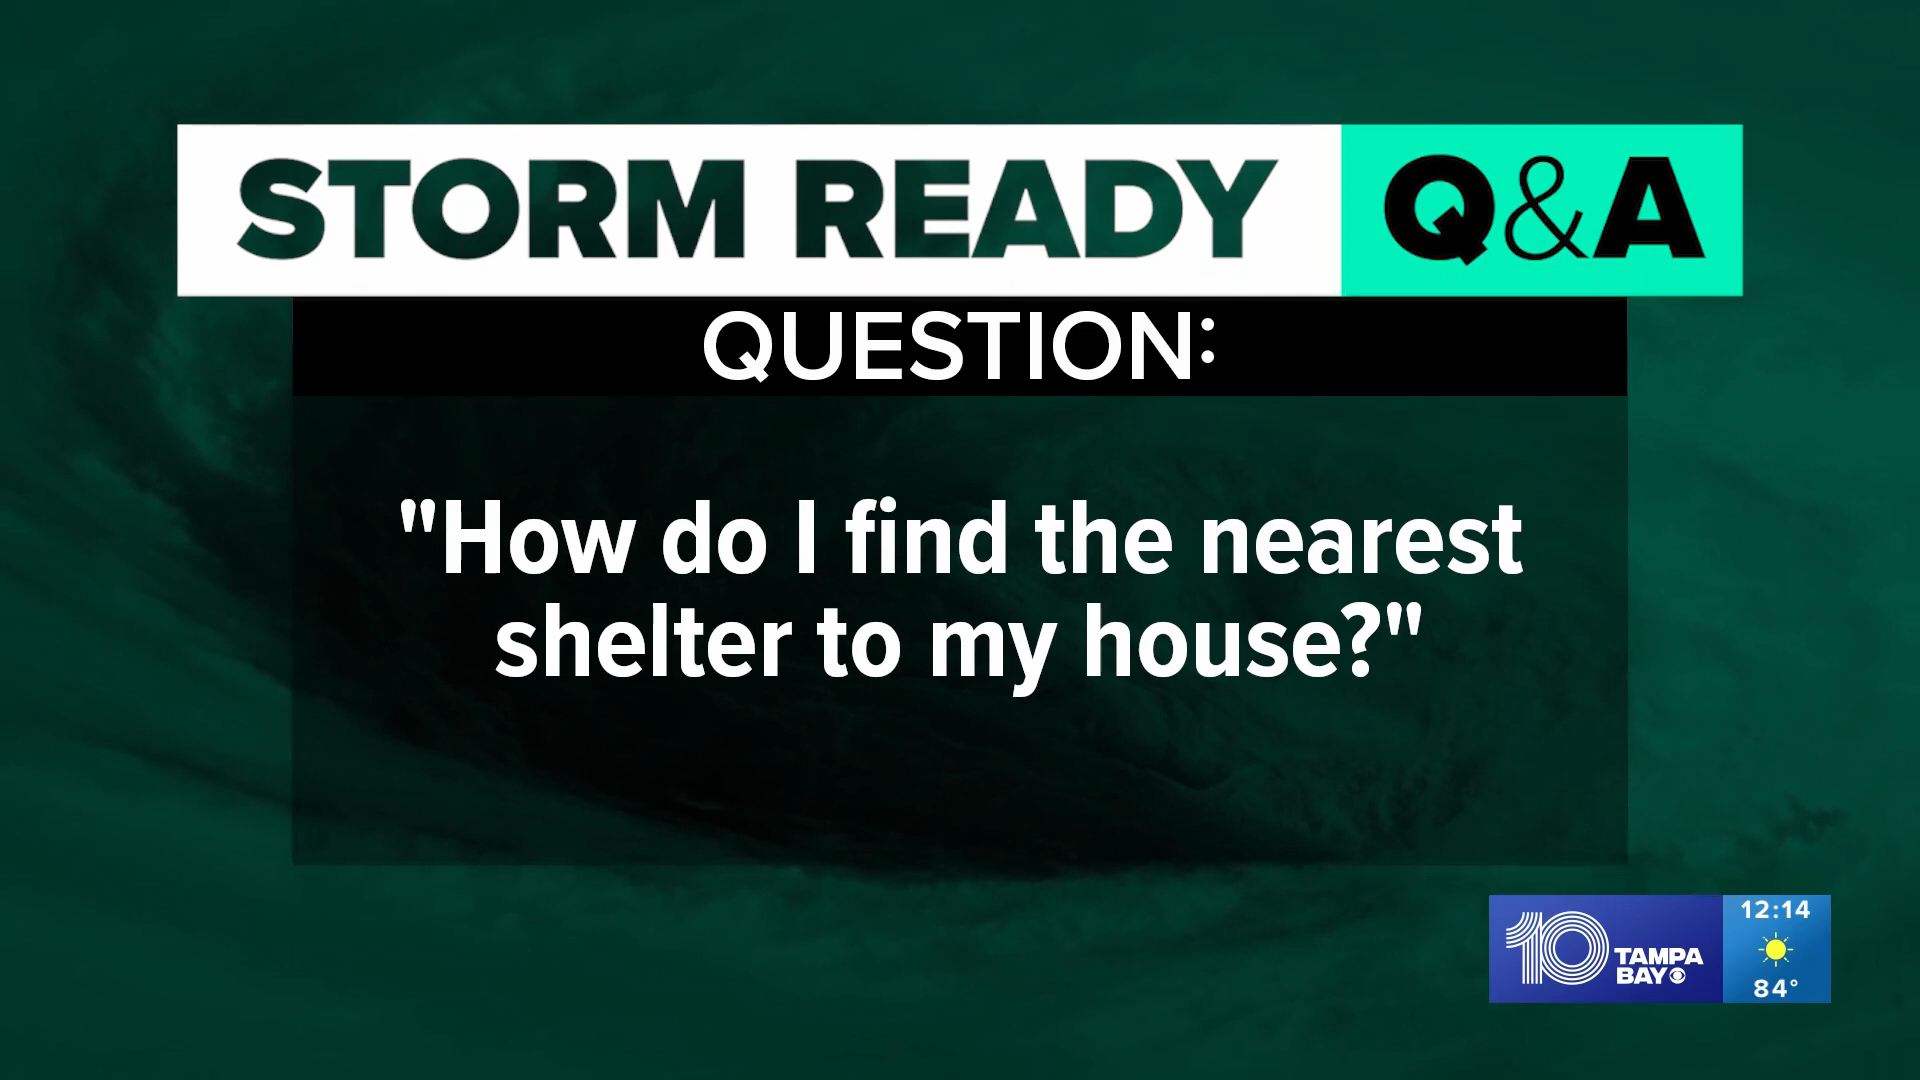 STORM READY Q&A
QUESTION:
"How do I find the nearest
shelter to my house?"
10 TAMPA
BAY
12:14
84°